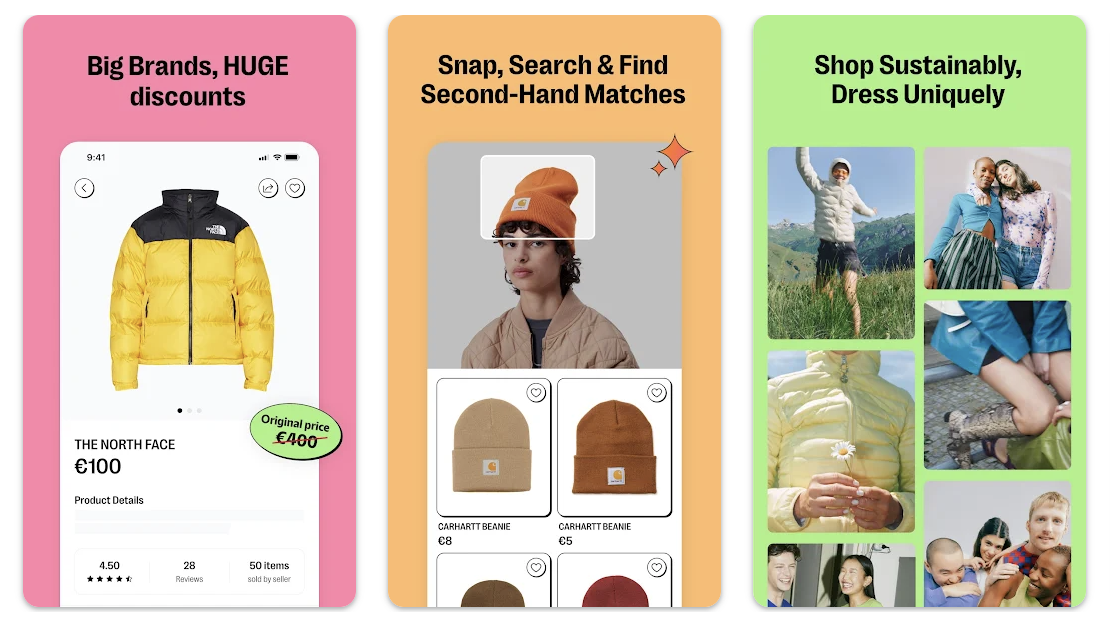 Big Brands, HUGE
discounts
9:41
THE
NORTH
FACE
Original price
€400
THE NORTH FACE
€100
Product Details
4.50
28
Reviews
50 items
sold by seller
Snap, Search & Find
Second-Hand Matches
CARHARTT BEANIE
€8
CARHARTT BEANIE
€5
Shop Sustainably,
Dress Uniquely